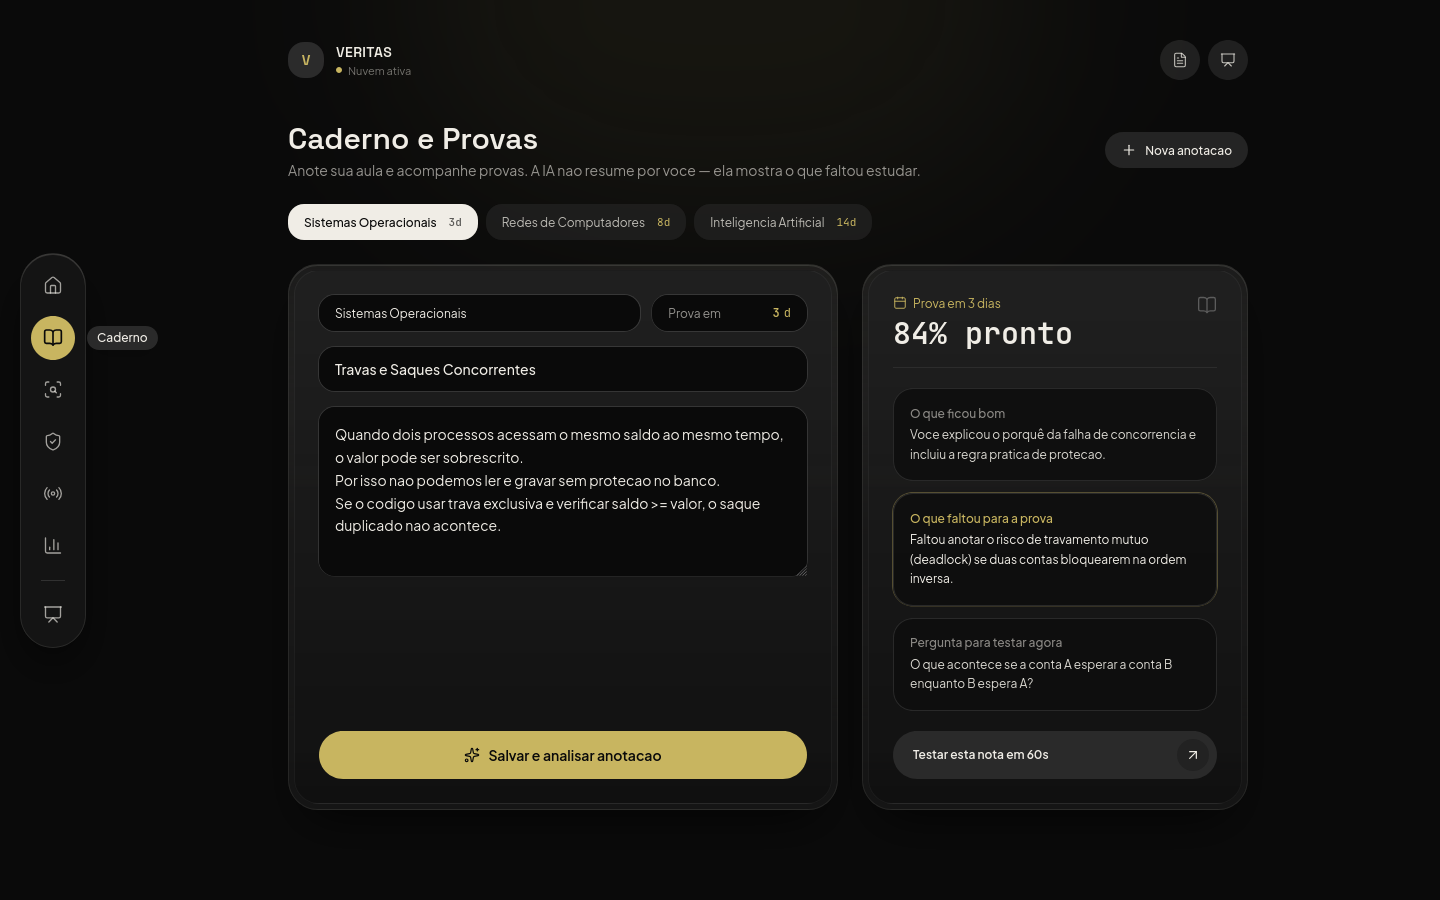 V
VERITAS
Nuvem ativa
Caderno e Provas
Anote sua aula e acompanhe provas. A IA nao resume por voce — ela mostra o que faltou estudar.
Nova anotacao
Sistemas Operacionais 3d
Redes de Computadores 8d
Inteligencia Artificial 14d
Caderno
Sistemas Operacionais
Prova em 3 d
Travas e Saques Concorrentes
Quando dois processos acessam o mesmo saldo ao mesmo tempo,
o valor pode ser sobrescrito.
Por isso nao podemos ler e gravar sem protecao no banco.
Se o codigo usar trava exclusiva e verificar saldo >= valor, o saque
duplicado nao acontece.
Salvar e analisar anotacao
Prova em 3 dias
84% pronto
O que ficou bom
Voce explicou o porquê da falha de concorrencia e
incluiu a regra pratica de protecao.
O que faltou para a prova
Faltou anotar o risco de travamento mutuo
(deadlock) se duas contas bloquearem na ordem
inversa.
Pergunta para testar agora
O que acontece se a conta A esperar a conta B
enquanto B espera A?
Testar esta nota em 60s